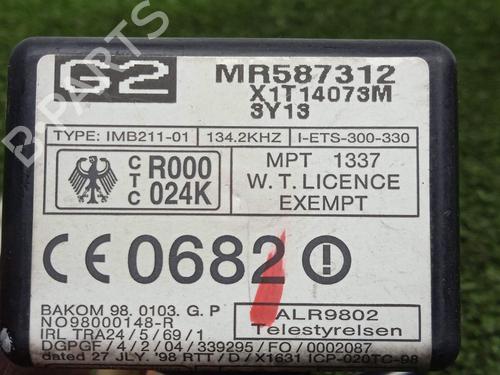 G2
MR587312
X1T14073M
3Y13
TYPE: IMB211-01
134.2KHZ
I-ETS-300-330
CTC
R000
024K
MPT 1337
W. T. LICENCE
EXEMPT
CE 0682
BAKOM 98. 0103. G. P
NO98000148-R
IRL TRA24/5/69/1
ALR9802
Telestyrelsen
DGPGF/4/2/04/339295/FO/0002087
dated 27 JLY. '98 RTT/D/X1631 ICP-020TC-98
B-PARTS